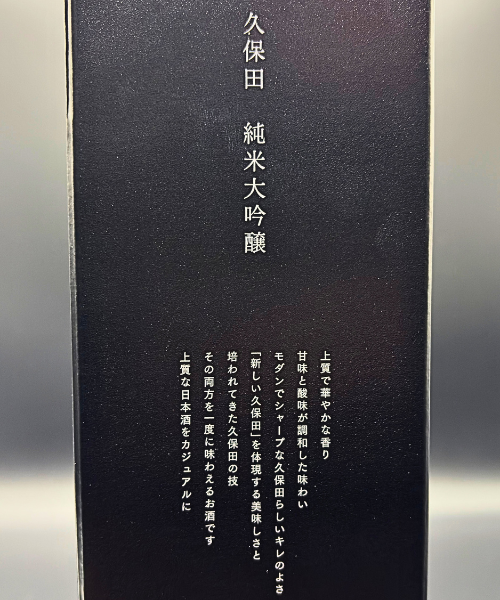 久保田　純米大吟醸
上質で華やかな香り
甘味と酸味が調和した味わい
モダンでシャープな久保田らしいキレのよさ
「新しい久保田」を体現する美味しさと
培われてきた久保田の技
その両方を一度に味わえるお酒です
上質な日本酒をカジュアルに